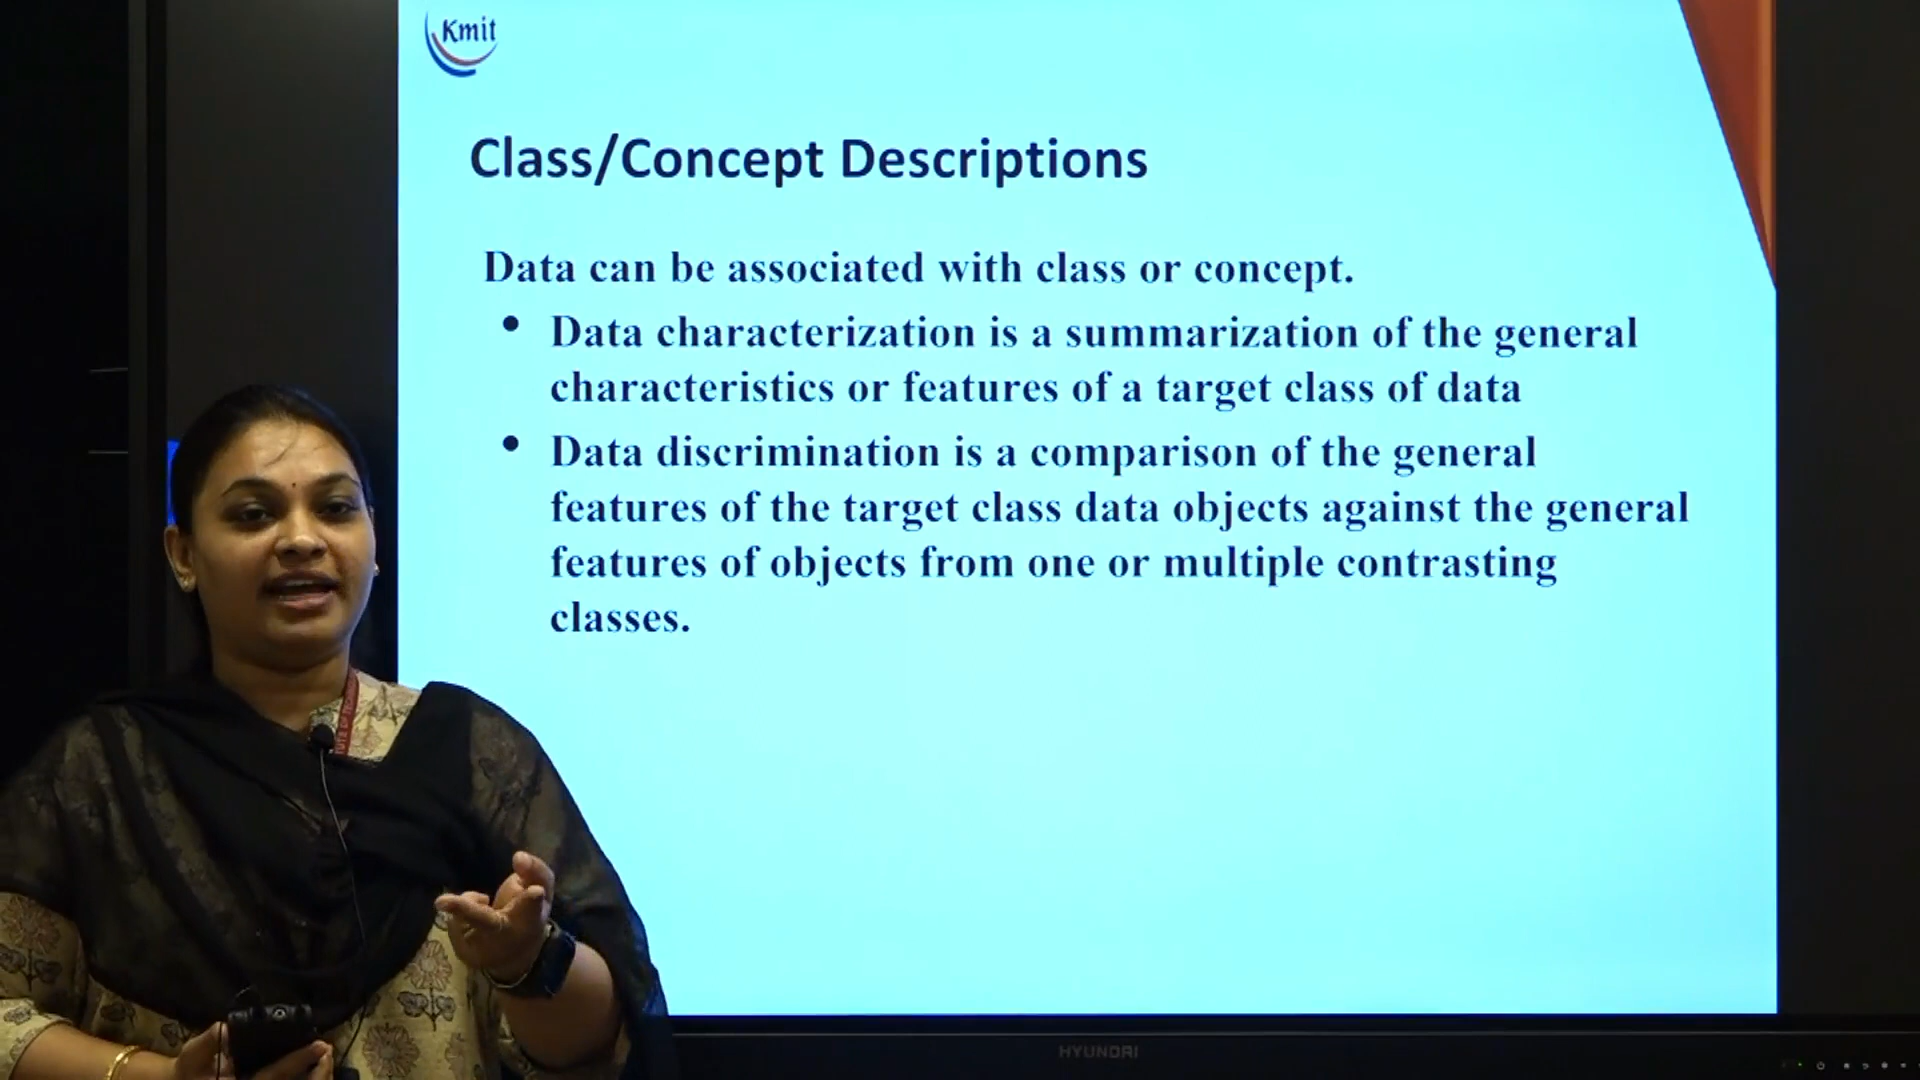 Kmit
Class/Concept Descriptions
Data can be associated with class or concept.
• Data characterization is a summarization of the general
characteristics or features of a target class of data
• Data discrimination is a comparison of the general
features of the target class data objects against the general
features of objects from one or multiple contrasting
classes.
HYUNDAI